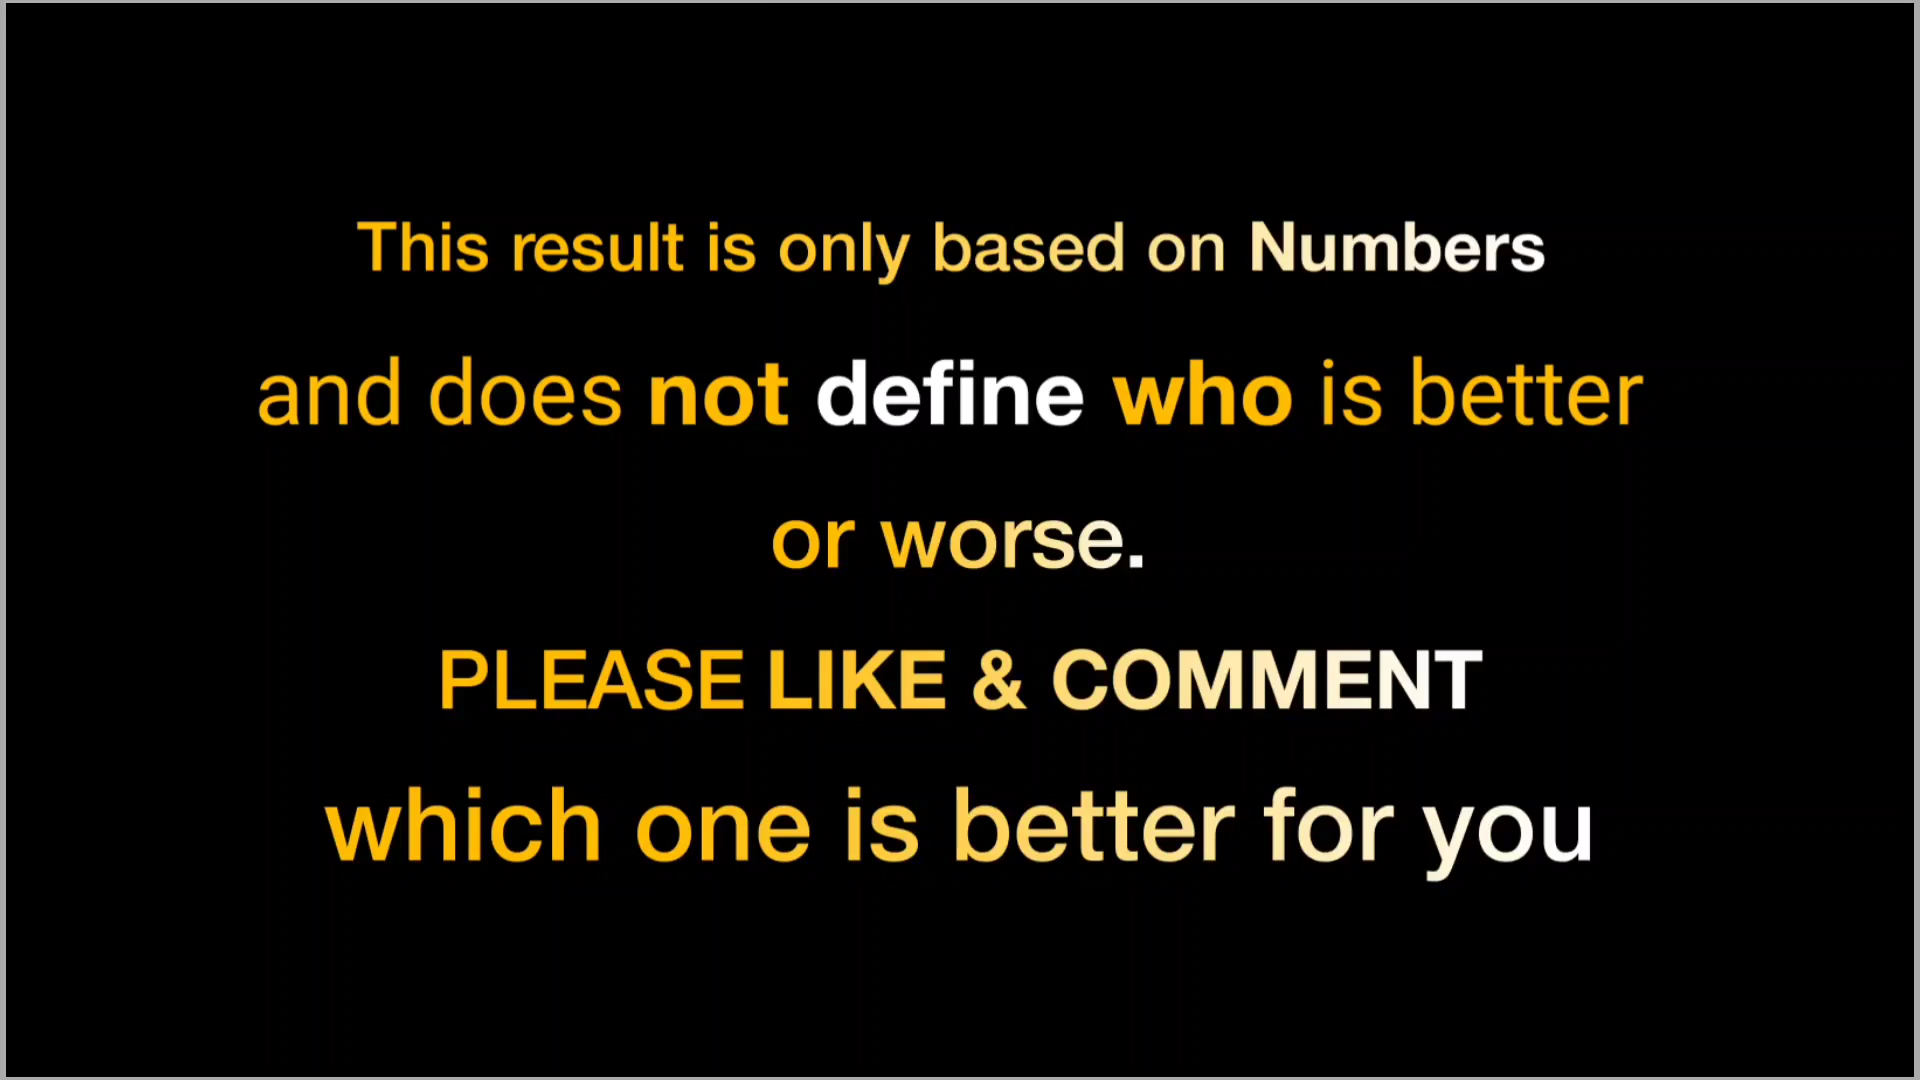 This result is only based on Numbers
and does not define who is better
or worse.
PLEASE LIKE & COMMENT
which one is better for you